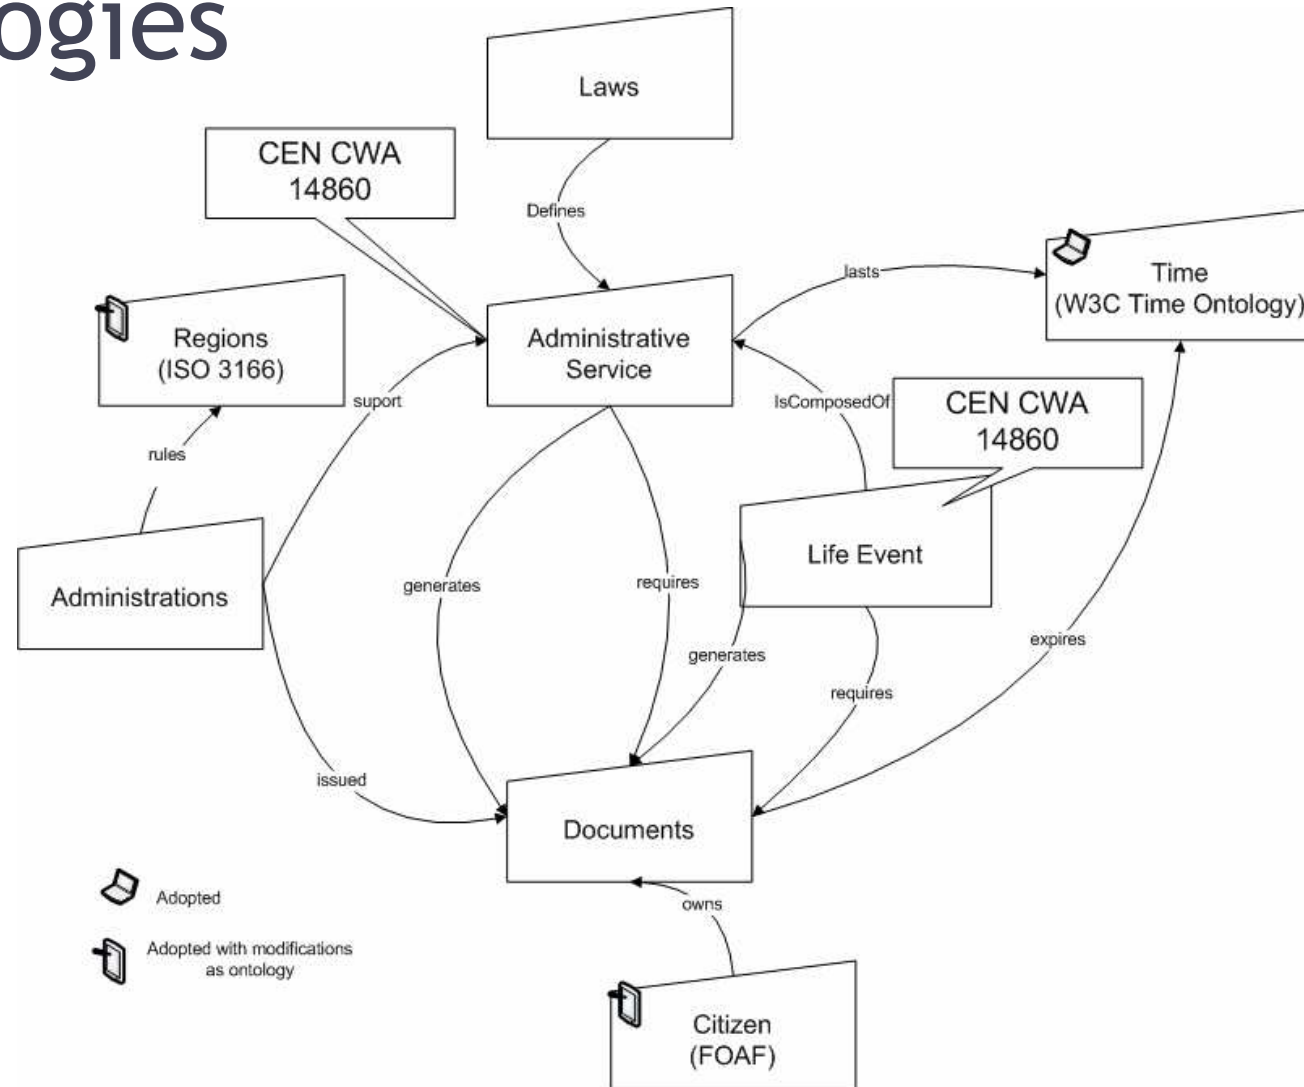 ogies
Laws
CEN CWA
14860
Defines
lasts
Time
(W3C Time Ontology)
Regions
(ISO 3166)
Administrative
Service
suport
IsComposedOf
CEN CWA
14860
rules
Life Event
Administrations
generates
requires
generates
requires
expires
issued
Documents
Adopted
owns
Adopted with modifications
as ontology
Citizen
(FOAF)